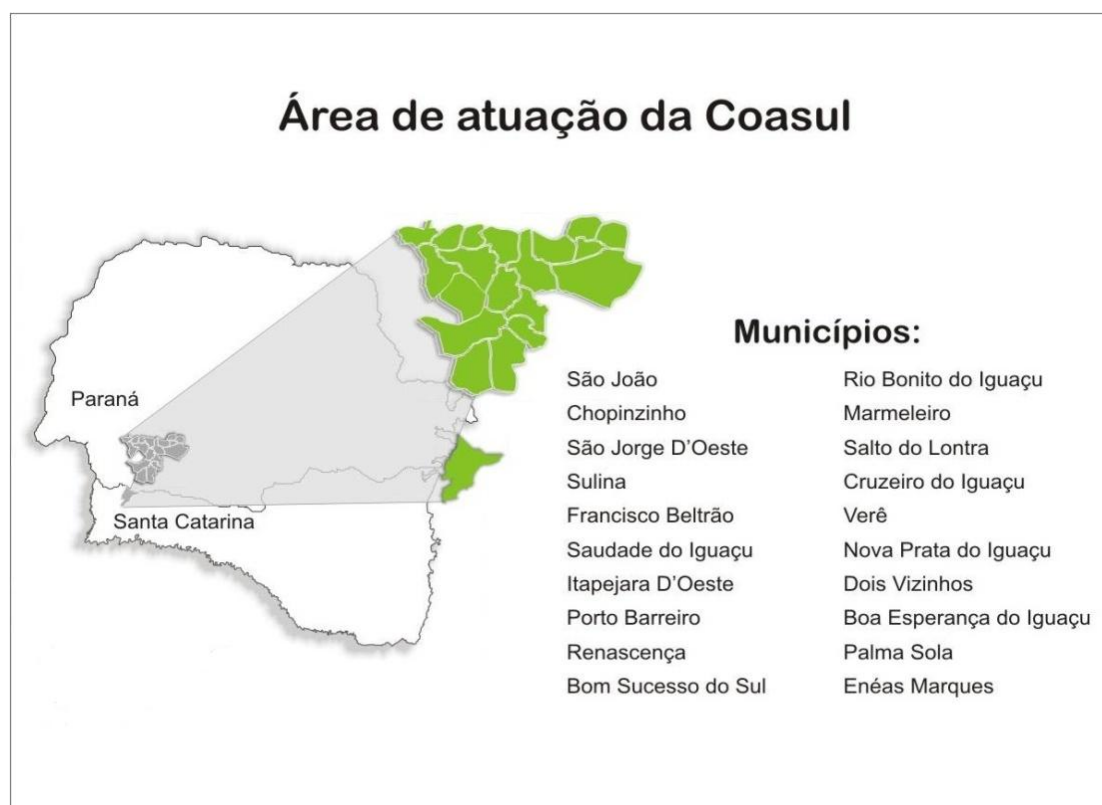 Área de atuação da Coasul
Paraná
Santa Catarina
Municípios:
São João
Chopinzinho
São Jorge D’Oeste
Sulina
Francisco Beltrão
Saudade do Iguaçu
Itapejara D’Oeste
Porto Barreiro
Renascença
Bom Sucesso do Sul
Rio Bonito do Iguaçu
Marmeleiro
Salto do Lontra
Cruzeiro do Iguaçu
Verê
Nova Prata do Iguaçu
Dois Vizinhos
Boa Esperança do Iguaçu
Palma Sola
Enéas Marques